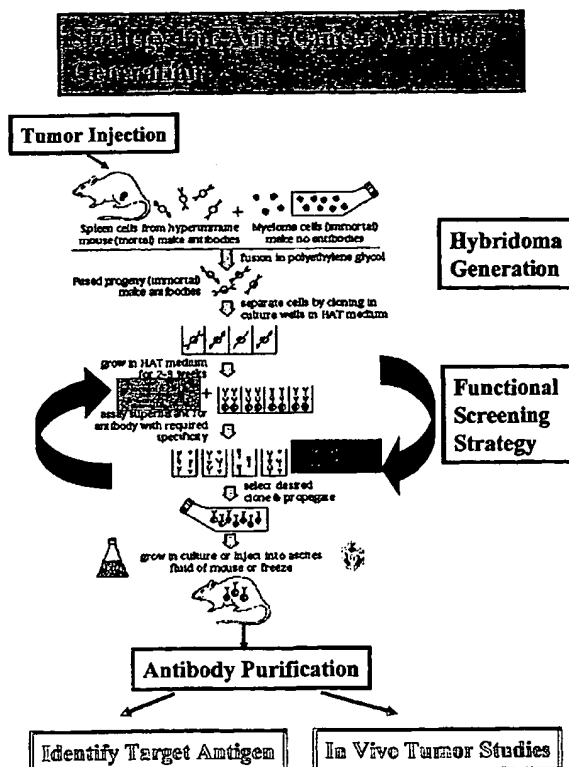 Strategy For Anti-Cancer Antibody
Generation
Tumor Injection
Spleen cells from hyperimmune
mouse (mortal) make antibodies
+
Myeloma cells (immortal)
make no antibodies
Hybridoma
Generation
fusion in polyethylene glycol
Fused progeny (immortal)
make antibodies
separate cells by cloning in
culture wells in HAT medium
grow in HAT medium
for 2-3 weeks
+
assay supernatant for
antibody with required
specificity
Functional
Screening
Strategy
select desired
clone & propagate
grow in culture or inject into ascites
fluid of mouse or freeze
Antibody Purification
Identify Target Antigen
In Vivo Tumor Studies